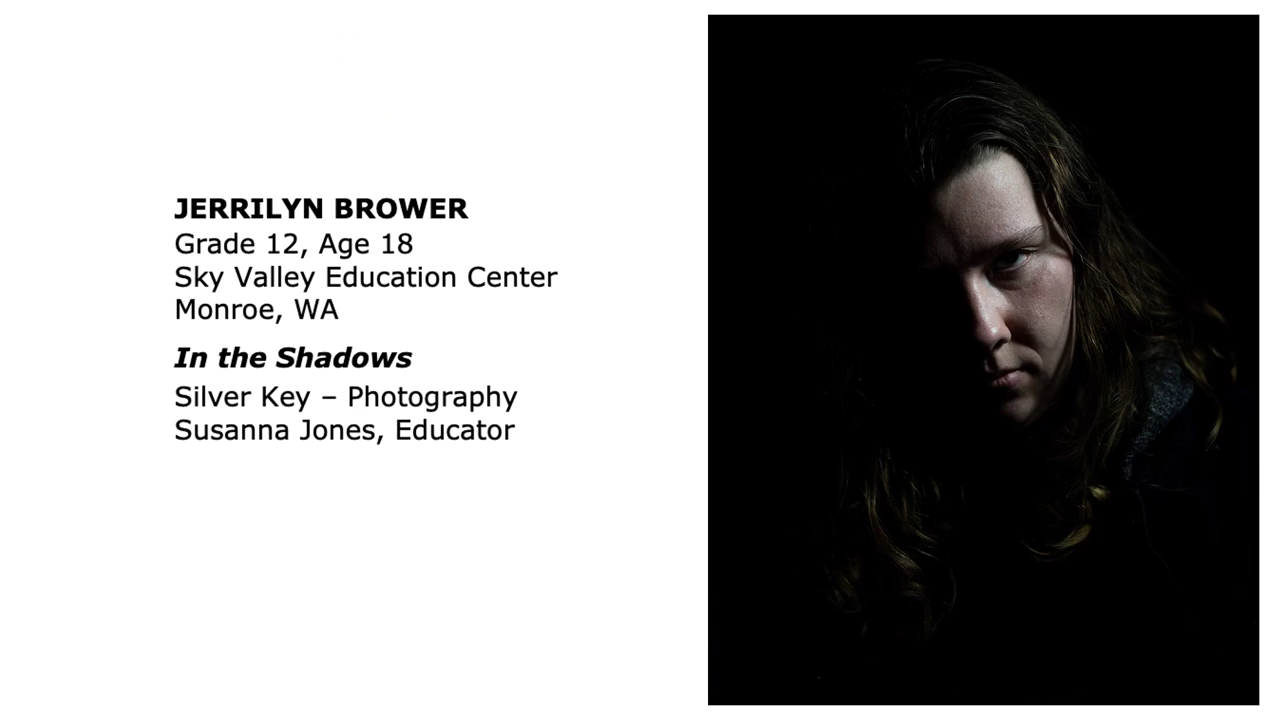 JERRILYN BROWER
Grade 12, Age 18
Sky Valley Education Center
Monroe, WA
In the Shadows
Silver Key – Photography
Susanna Jones, Educator